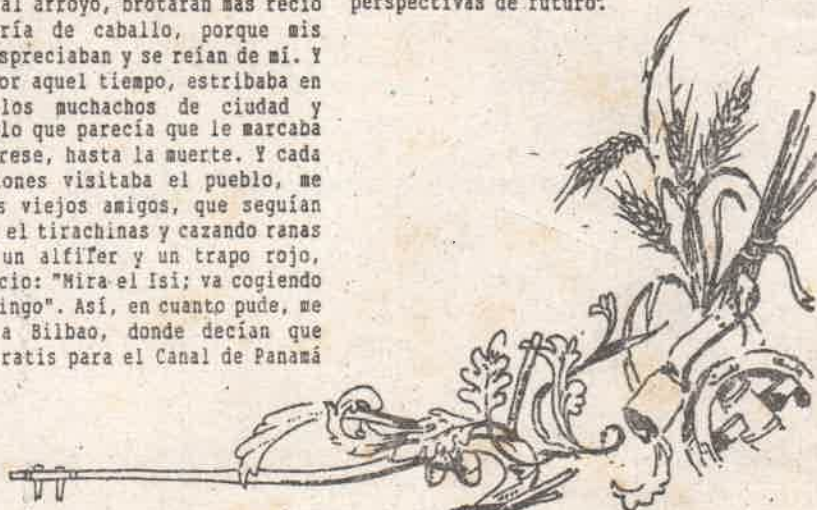 al arroyo, brotarán más recio
ría de caballo, porque mis
spreciaban y se reían de mí. Y
or aquel tiempo, estribaba en
los muchachos de ciudad y
lo que parecía que le marcaba
rese, hasta la muerte. Y cada
iones visitaba el pueblo, me
s viejos amigos, que seguían
el tirachinas y cazando ranas
un alfiler y un trapo rojo,
cio: "Mira el Isi; va cogiendo
ingo". Así, en cuanto pude, me
a Bilbao, donde decían que
ratis para el Canal de Panamá
perspectivas de futuro.